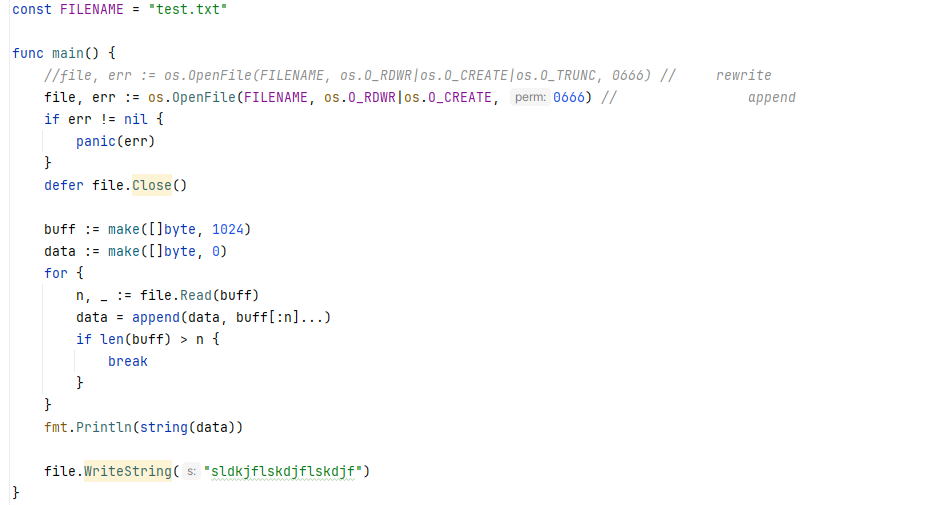 const FILENAME = "test.txt"
func main() {
//file, err := os.OpenFile(FILENAME, os.O_RDWR|os.O_CREATE|os.O_TRUNC, 0666) // rewrite
file, err := os.OpenFile(FILENAME, os.O_RDWR|os.O_CREATE, perm: 0666) // append
if err != nil {
panic(err)
}
defer file.Close()
buff := make([]byte, 1024)
data := make([]byte, 0)
for {
n, _ := file.Read(buff)
data = append(data, buff[:n]...)
if len(buff) > n {
break
}
}
fmt.Println(string(data))
file.WriteString( s: "sldkjflskdjflskdjf")
}